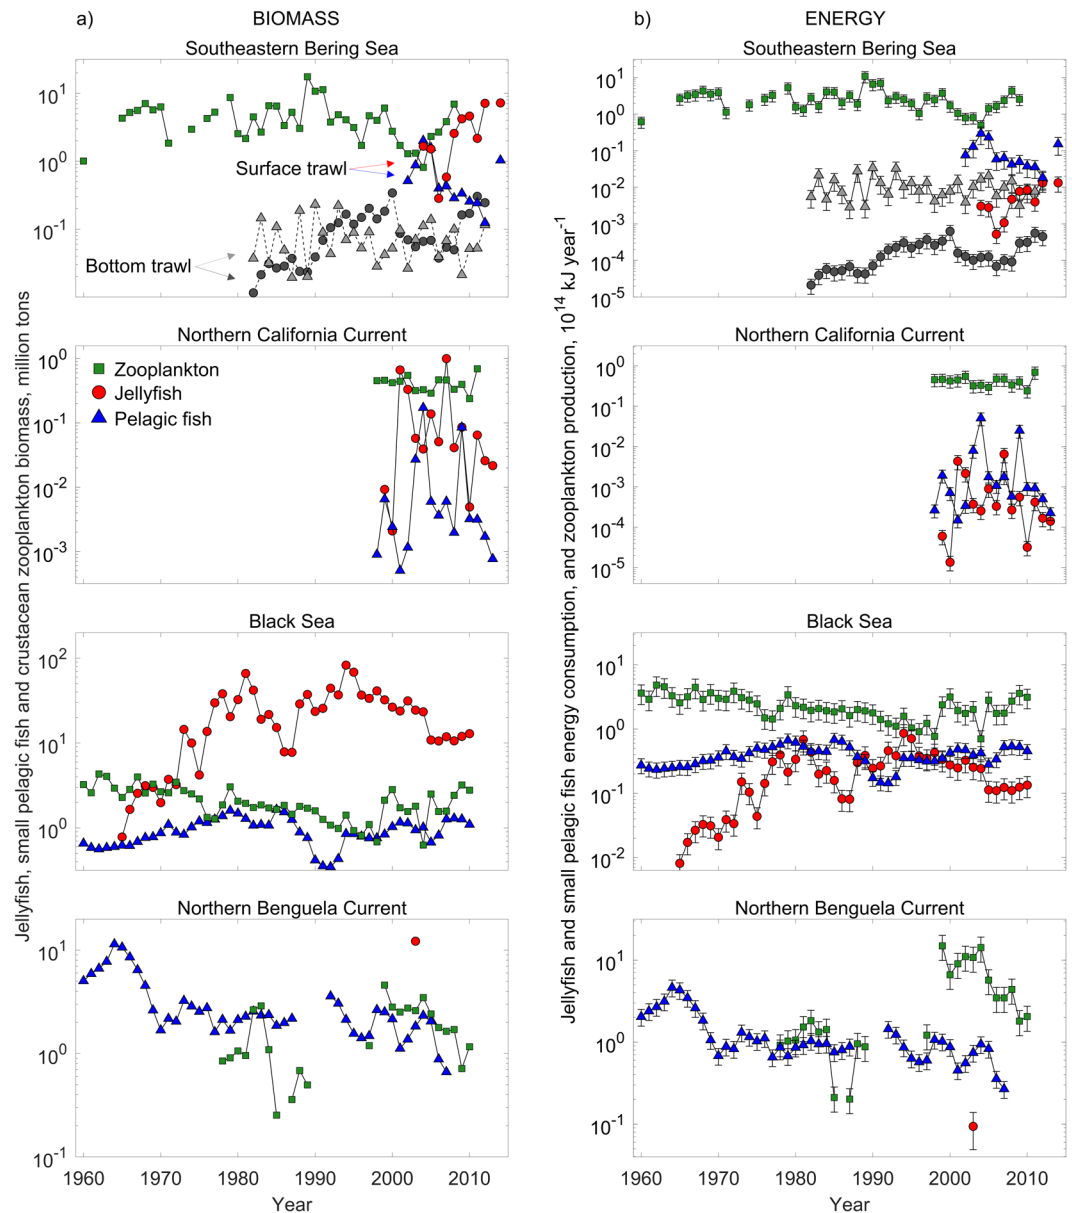 a) BIOMASS
Jellyfish, small pelagic fish and crustacean zooplankton biomass, million tons
Southeastern Bering Sea
10^1
10^0
10^-1
Surface trawl
Bottom trawl
Northern California Current
10^0
10^-1
10^-2
10^-3
Zooplankton
Jellyfish
Pelagic fish
Black Sea
10^2
10^1
10^0
Northern Benguela Current
10^1
10^0
10^-1
1960 1970 1980 1990 2000 2010
Year
b) ENERGY
Jellyfish and small pelagic fish energy consumption, and zooplankton production, 10^14 kJ year^-1
Southeastern Bering Sea
10^1
10^0
10^-1
10^-2
10^-3
10^-4
10^-5
Northern California Current
10^0
10^-1
10^-2
10^-3
10^-4
10^-5
Black Sea
10^1
10^0
10^-1
10^-2
Northern Benguela Current
10^1
10^0
10^-1
1960 1970 1980 1990 2000 2010
Year